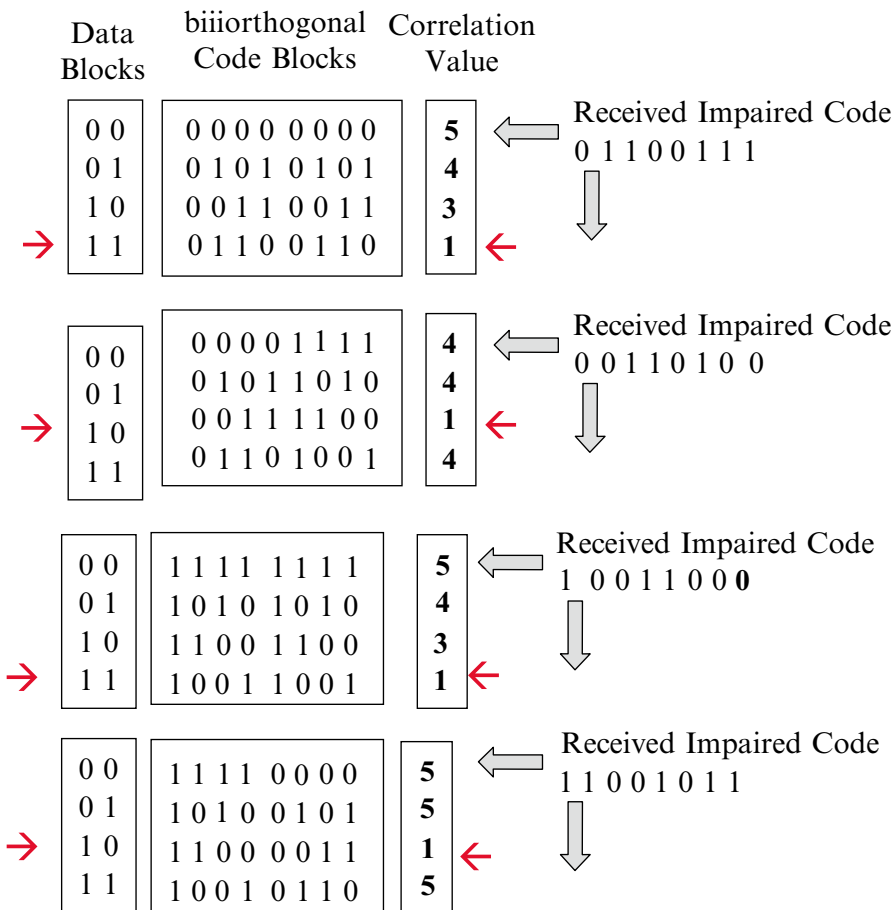 Data Blocks
biiiorthogonal Code Blocks
Correlation Value
0 0 0 0 0 0 0 0 0 0 5
0 1 0 1 0 1 0 1 0 1 4
1 0 0 0 1 1 0 0 1 1 3
1 1 0 1 1 0 0 1 1 0 1
Received Impaired Code
0 1 1 0 0 1 1 1
0 0 0 0 0 0 1 1 1 1 4
0 1 0 1 0 1 1 0 1 0 4
1 0 0 0 1 1 1 1 0 0 1
1 1 0 1 1 0 1 0 0 1 4
Received Impaired Code
0 0 1 1 0 1 0 0
0 0 1 1 1 1 1 1 1 1 5
0 1 1 0 1 0 1 0 1 0 4
1 0 1 1 0 0 1 1 0 0 3
1 1 1 0 0 1 1 0 0 1 1
Received Impaired Code
1 0 0 1 1 0 0 0
0 0 1 1 1 1 0 0 0 0 5
0 1 1 0 1 0 0 1 0 1 5
1 0 1 1 0 0 0 0 1 1 1
1 1 1 0 0 1 0 1 1 0 5
Received Impaired Code
1 1 0 0 1 0 1 1